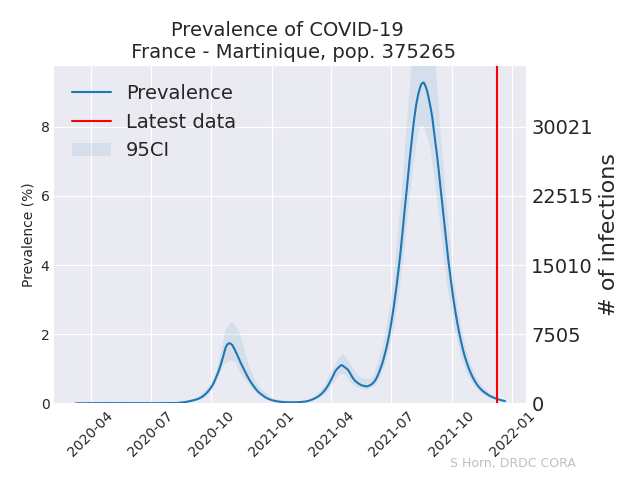 Prevalence of COVID-19
France - Martinique, pop. 375265
Prevalence
Latest data
95CI
Prevalence (%)
8
6
4
2
0
30021
22515
15010
7505
0
# of infections
2020-04
2020-07
2020-10
2021-01
2021-04
2021-07
2021-10
2022-01
S Horn, DRDC CORA